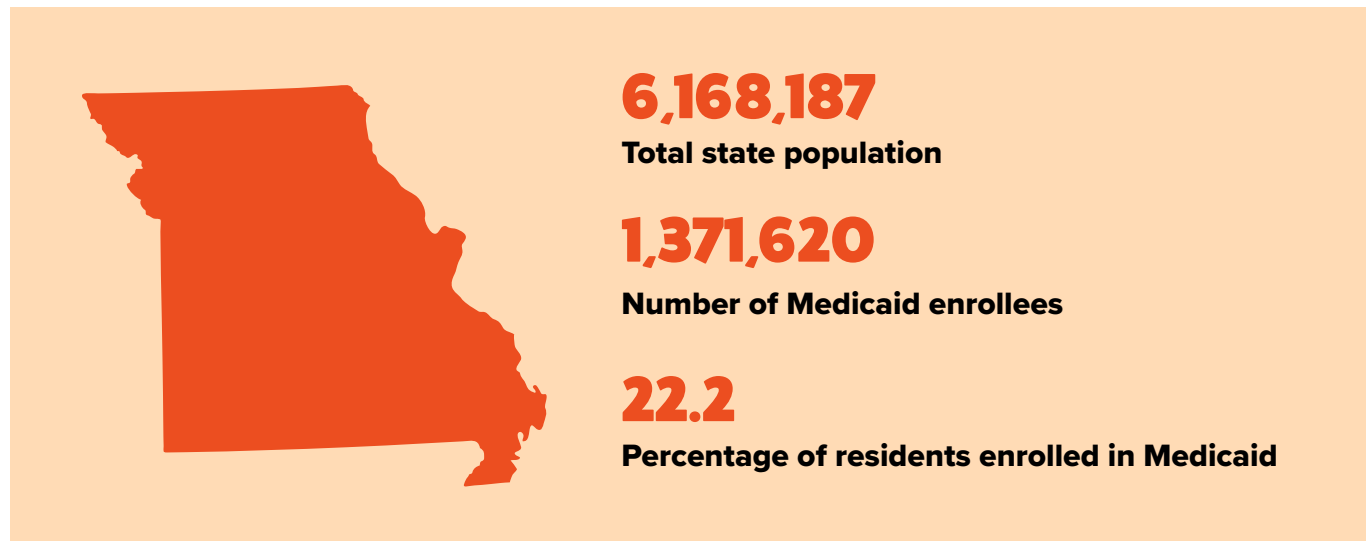 6,168,187
Total state population
1,371,620
Number of Medicaid enrollees
22.2
Percentage of residents enrolled in Medicaid